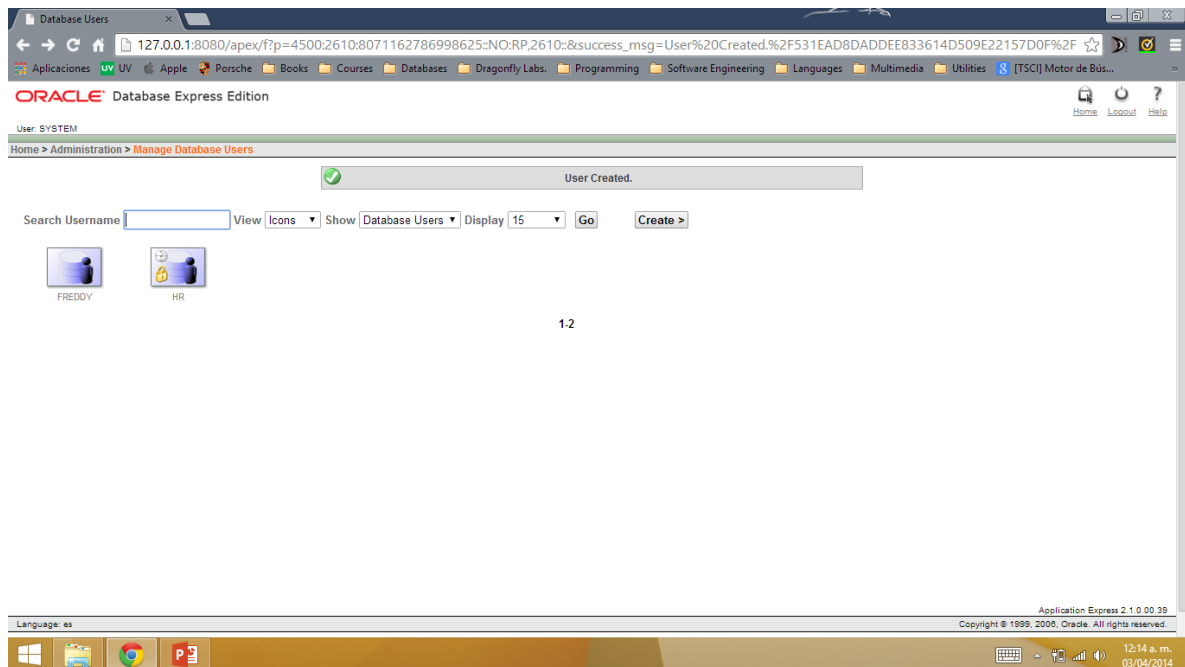 Database Users
127.0.0.1:8080/apex/f?p=4500:2610:8071162786998625::NO:RP,2610::&success_msg=User%20Created.%2F531EAD8DADDEE833614D509E22157D0F%2F
Aplicaciones UV UV Apple Porsche Books Courses Databases Dragonfly Labs. Programming Software Engineering Languages Multimedia Utilities 8 [TSCI] Motor de Bús... »
ORACLE Database Express Edition
Home Logout Help
User: SYSTEM
Home > Administration > Manage Database Users
User Created.
Search Username View Icons Show Database Users Display 15 Go Create >
FREDDY HR
1-2
Application Express 2.1.0.00.39
Language: es Copyright © 1999, 2006, Oracle. All rights reserved.
12:14 a. m.
03/04/2014